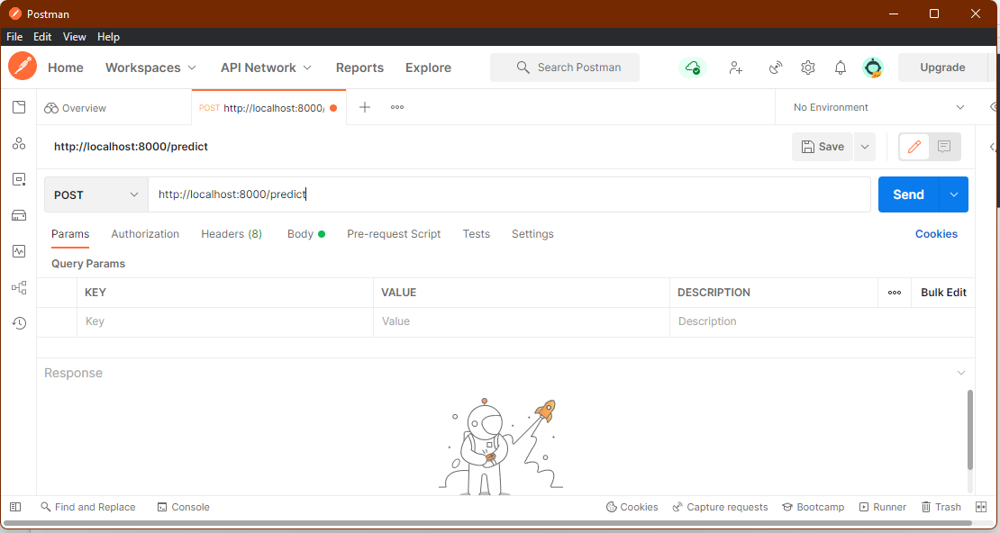 Postman
File Edit View Help
Home Workspaces API Network Reports Explore Search Postman Upgrade
Overview POST http://localhost:8000/ No Environment
http://localhost:8000/predict Save
POST http://localhost:8000/predict Send
Params Authorization Headers (8) Body Pre-request Script Tests Settings Cookies
Query Params
KEY VALUE DESCRIPTION Bulk Edit
Key Value Description
Response
Find and Replace Console Cookies Capture requests Bootcamp Runner Trash